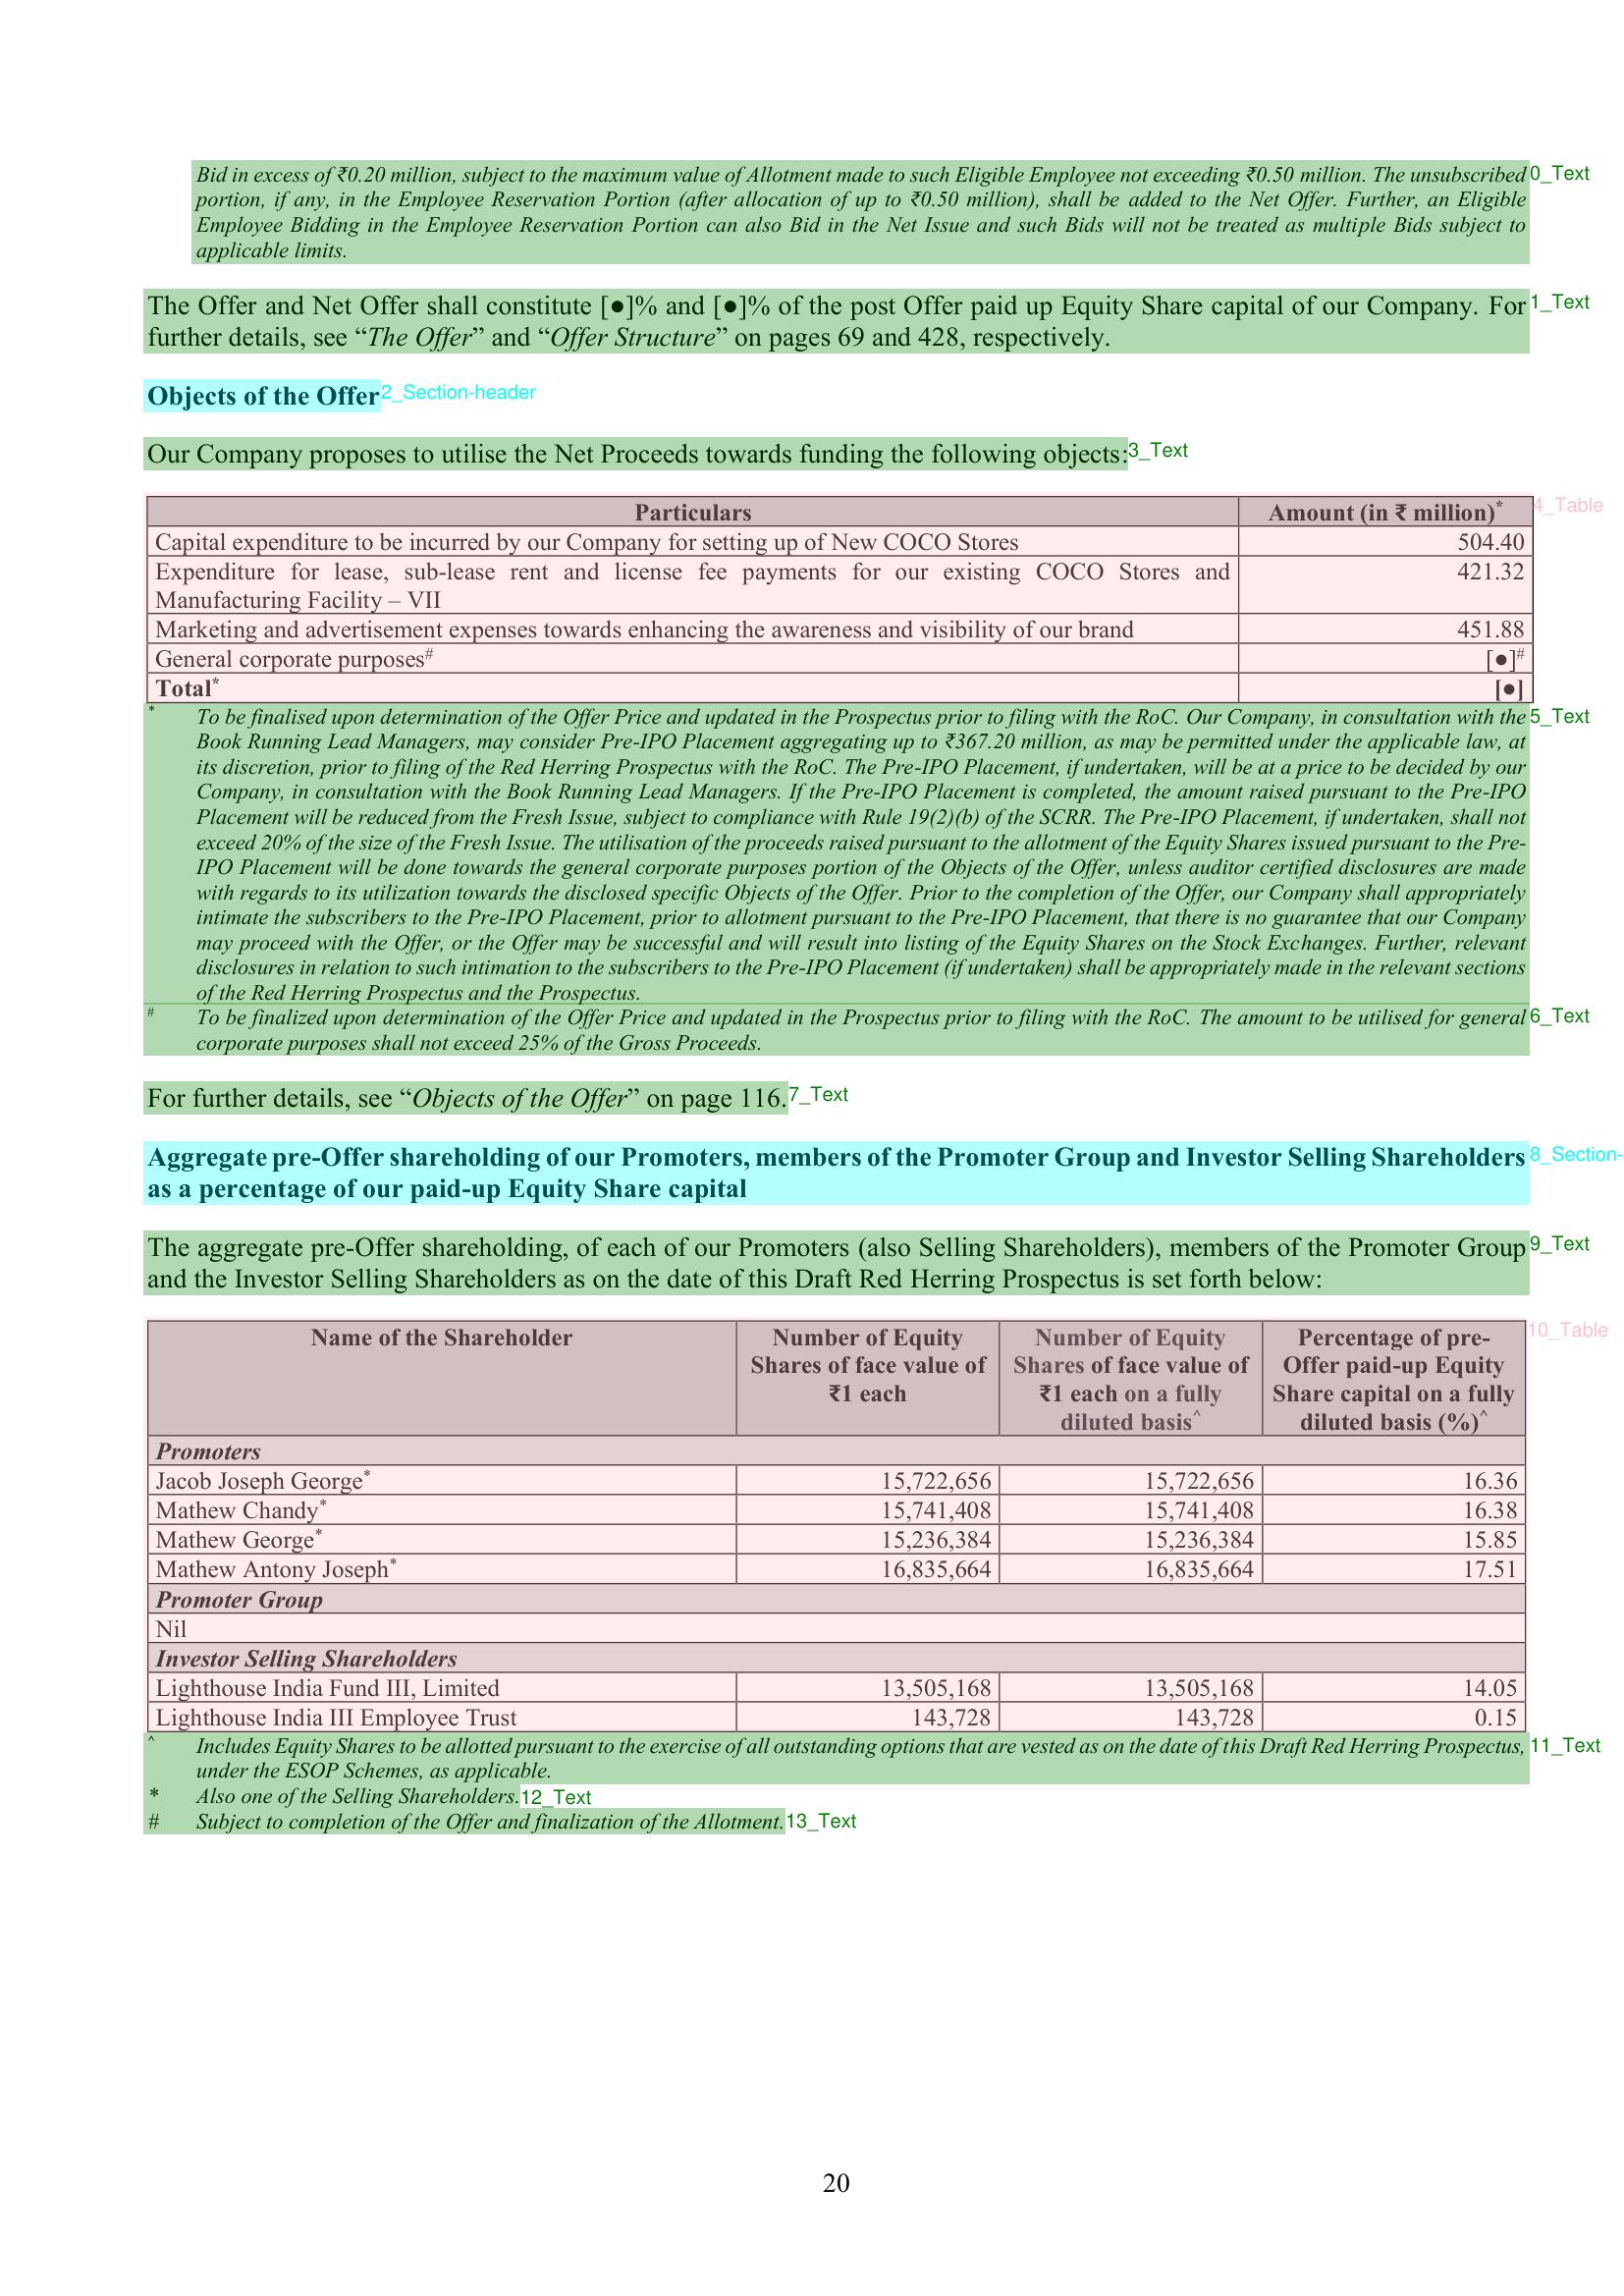 Bid in excess of ₹0.20 million, subject to the maximum value of Allotment made to such Eligible Employee not exceeding ₹0.50 million. The unsubscribed 0_Text
portion, if any, in the Employee Reservation Portion (after allocation of up to ₹0.50 million), shall be added to the Net Offer. Further, an Eligible
Employee Bidding in the Employee Reservation Portion can also Bid in the Net Issue and such Bids will not be treated as multiple Bids subject to
applicable limits.
The Offer and Net Offer shall constitute [●]% and [●]% of the post Offer paid up Equity Share capital of our Company. For 1_Text
further details, see “The Offer” and “Offer Structure” on pages 69 and 428, respectively.
Objects of the Offer 2_Section-header
Our Company proposes to utilise the Net Proceeds towards funding the following objects: 3_Text
Particulars Amount (in ₹ million)* 4_Table
Capital expenditure to be incurred by our Company for setting up of New COCO Stores 504.40
Expenditure for lease, sub-lease rent and license fee payments for our existing COCO Stores and 421.32
Manufacturing Facility – VII
Marketing and advertisement expenses towards enhancing the awareness and visibility of our brand 451.88
General corporate purposes# [●]#
Total* [●]
* To be finalised upon determination of the Offer Price and updated in the Prospectus prior to filing with the RoC. Our Company, in consultation with the 5_Text
Book Running Lead Managers, may consider Pre-IPO Placement aggregating up to ₹367.20 million, as may be permitted under the applicable law, at
its discretion, prior to filing of the Red Herring Prospectus with the RoC. The Pre-IPO Placement, if undertaken, will be at a price to be decided by our
Company, in consultation with the Book Running Lead Managers. If the Pre-IPO Placement is completed, the amount raised pursuant to the Pre-IPO
Placement will be reduced from the Fresh Issue, subject to compliance with Rule 19(2)(b) of the SCRR. The Pre-IPO Placement, if undertaken, shall not
exceed 20% of the size of the Fresh Issue. The utilisation of the proceeds raised pursuant to the allotment of the Equity Shares issued pursuant to the Pre-
IPO Placement will be done towards the general corporate purposes portion of the Objects of the Offer, unless auditor certified disclosures are made
with regards to its utilization towards the disclosed specific Objects of the Offer. Prior to the completion of the Offer, our Company shall appropriately
intimate the subscribers to the Pre-IPO Placement, prior to allotment pursuant to the Pre-IPO Placement, that there is no guarantee that our Company
may proceed with the Offer, or the Offer may be successful and will result into listing of the Equity Shares on the Stock Exchanges. Further, relevant
disclosures in relation to such intimation to the subscribers to the Pre-IPO Placement (if undertaken) shall be appropriately made in the relevant sections
of the Red Herring Prospectus and the Prospectus.
# To be finalized upon determination of the Offer Price and updated in the Prospectus prior to filing with the RoC. The amount to be utilised for general 6_Text
corporate purposes shall not exceed 25% of the Gross Proceeds.
For further details, see “Objects of the Offer” on page 116. 7_Text
Aggregate pre-Offer shareholding of our Promoters, members of the Promoter Group and Investor Selling Shareholders 8_Section-
as a percentage of our paid-up Equity Share capital
The aggregate pre-Offer shareholding, of each of our Promoters (also Selling Shareholders), members of the Promoter Group 9_Text
and the Investor Selling Shareholders as on the date of this Draft Red Herring Prospectus is set forth below:
Name of the Shareholder Number of Equity Number of Equity Percentage of pre- 10_Table
Shares of face value of Shares of face value of Offer paid-up Equity
₹1 each ₹1 each on a fully Share capital on a fully
diluted basis^ diluted basis (%)^
Promoters
Jacob Joseph George* 15,722,656 15,722,656 16.36
Mathew Chandy* 15,741,408 15,741,408 16.38
Mathew George* 15,236,384 15,236,384 15.85
Mathew Antony Joseph* 16,835,664 16,835,664 17.51
Promoter Group
Nil
Investor Selling Shareholders
Lighthouse India Fund III, Limited 13,505,168 13,505,168 14.05
Lighthouse India III Employee Trust 143,728 143,728 0.15
^ Includes Equity Shares to be allotted pursuant to the exercise of all outstanding options that are vested as on the date of this Draft Red Herring Prospectus, 11_Text
under the ESOP Schemes, as applicable.
* Also one of the Selling Shareholders. 12_Text
# Subject to completion of the Offer and finalization of the Allotment. 13_Text
20